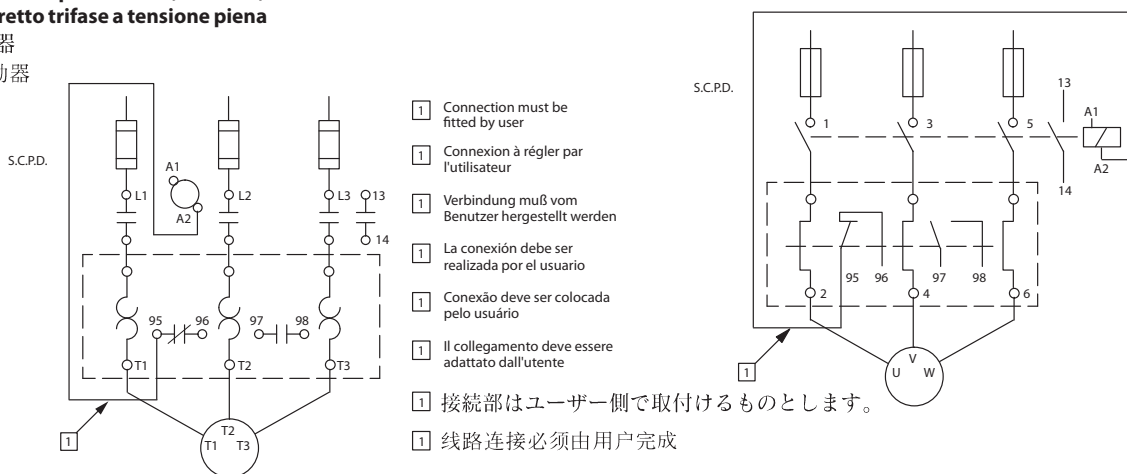 retto trifase a tensione piena
器
动器
S.C.P.D.
A1
A2
L1
L2
L3
13
14
95
96
97
98
T1
T2
T3
T1
T2
T3
1
1 Connection must be
fitted by user
1 Connexion à régler par
l'utilisateur
1 Verbindung muß vom
Benutzer hergestellt werden
1 La conexión debe ser
realizada por el usuario
1 Conexão deve ser colocada
pelo usuário
1 Il collegamento deve essere
adattato dall'utente
1 接続部はユーザー側で取付けるものとします。
1 线路连接必须由用户完成
S.C.P.D.
1
3
5
13
14
A1
A2
95
96
97
98
2
4
6
U
V
W
1